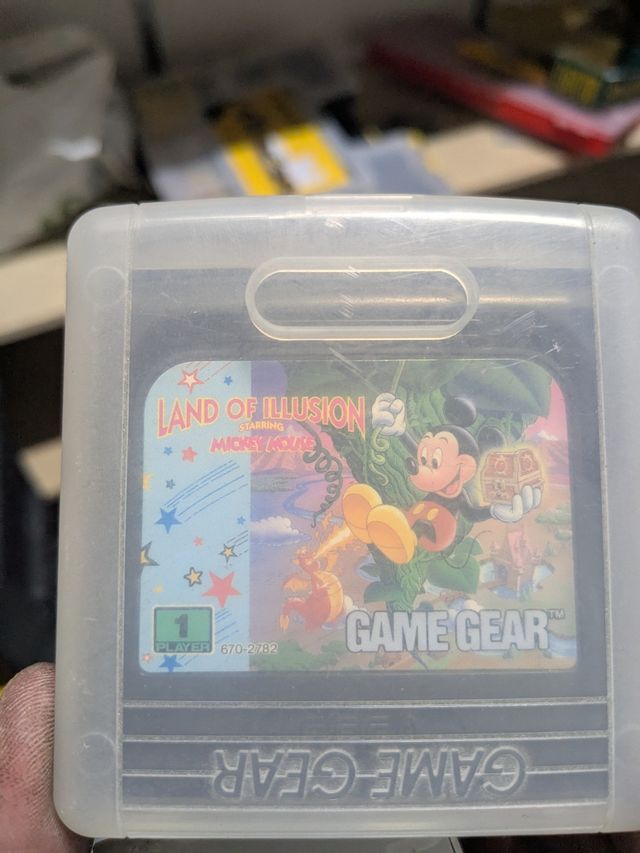 LAND OF ILLUSION
STARRING
MICKEY MOUSE
1
PLAYER
670-2782
GAME GEAR™
GAME GEAR